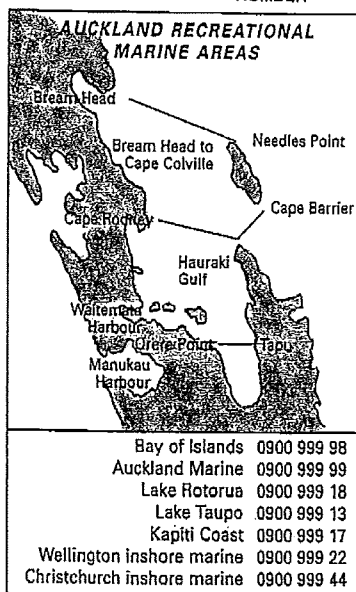 AUCKLAND RECREATIONAL
MARINE AREAS
Bream Head
Bream Head to
Cape Colville
Needles Point
Cape Barrier
Cape Rodney
Hauraki
Gulf
Waitemata
Harbour
Orere Point
Tapu
Manukau
Harbour
Bay of Islands 0900 999 98
Auckland Marine 0900 999 99
Lake Rotorua 0900 999 18
Lake Taupo 0900 999 13
Kapiti Coast 0900 999 17
Wellington inshore marine 0900 999 22
Christchurch inshore marine 0900 999 44